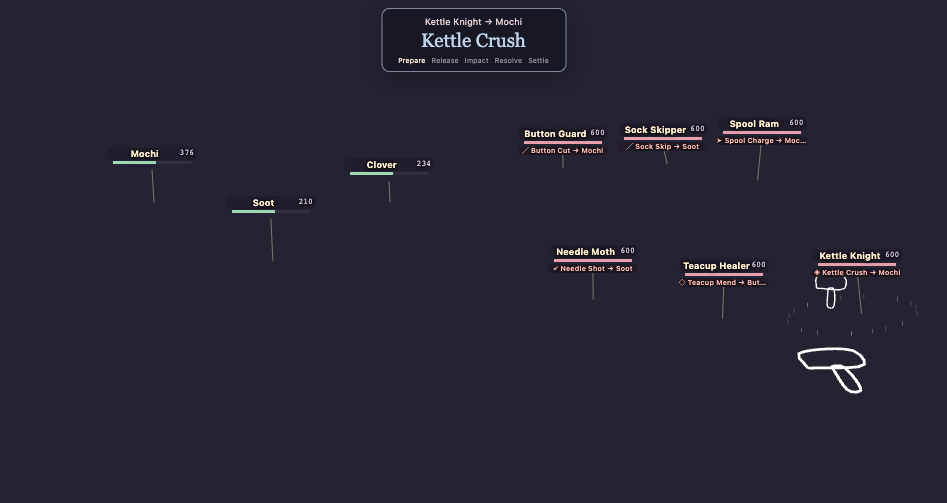 Kettle Knight → Mochi
Kettle Crush
Prepare Release Impact Resolve Settle
Mochi 376
Soot 210
Clover 234
Button Guard 600
Button Cut → Mochi
Sock Skipper 600
Sock Skip → Soot
Spool Ram 600
Spool Charge → Moc...
Needle Moth 600
Needle Shot → Soot
Teacup Healer 600
Teacup Mend → But...
Kettle Knight 600
Kettle Crush → Mochi